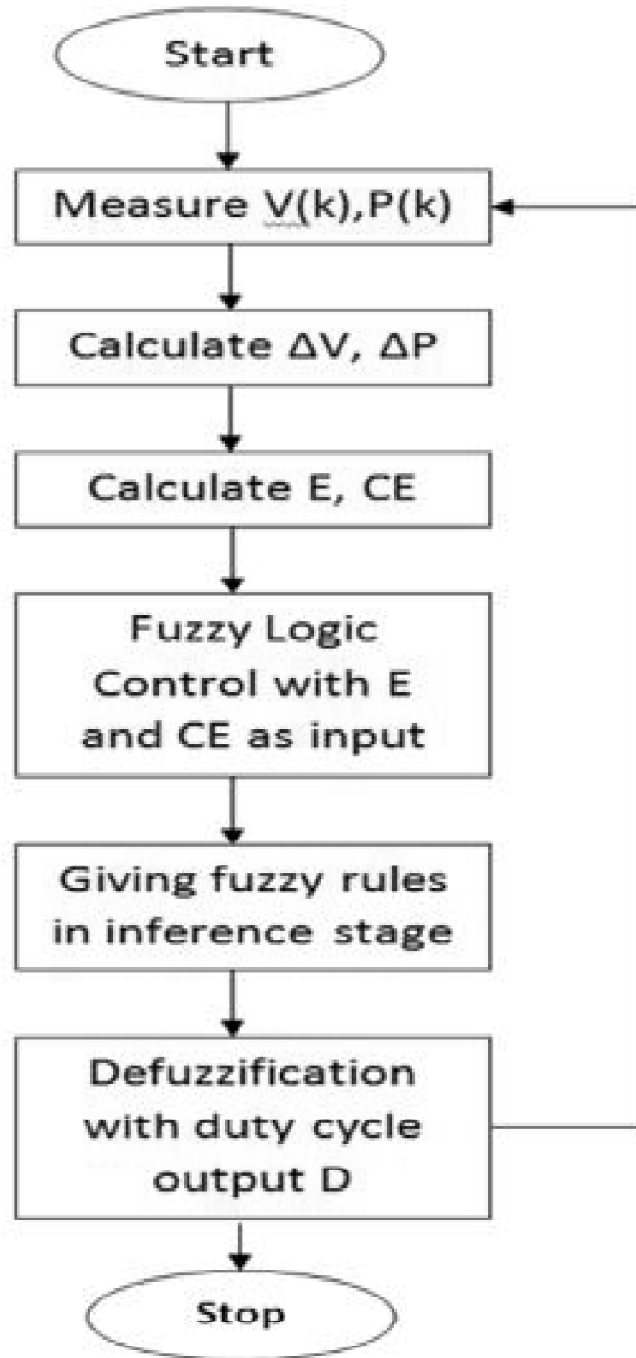 Start
Measure V(k),P(k)
Calculate ΔV, ΔP
Calculate E, CE
Fuzzy Logic
Control with E
and CE as input
Giving fuzzy rules
in inference stage
Defuzzification
with duty cycle
output D
Stop